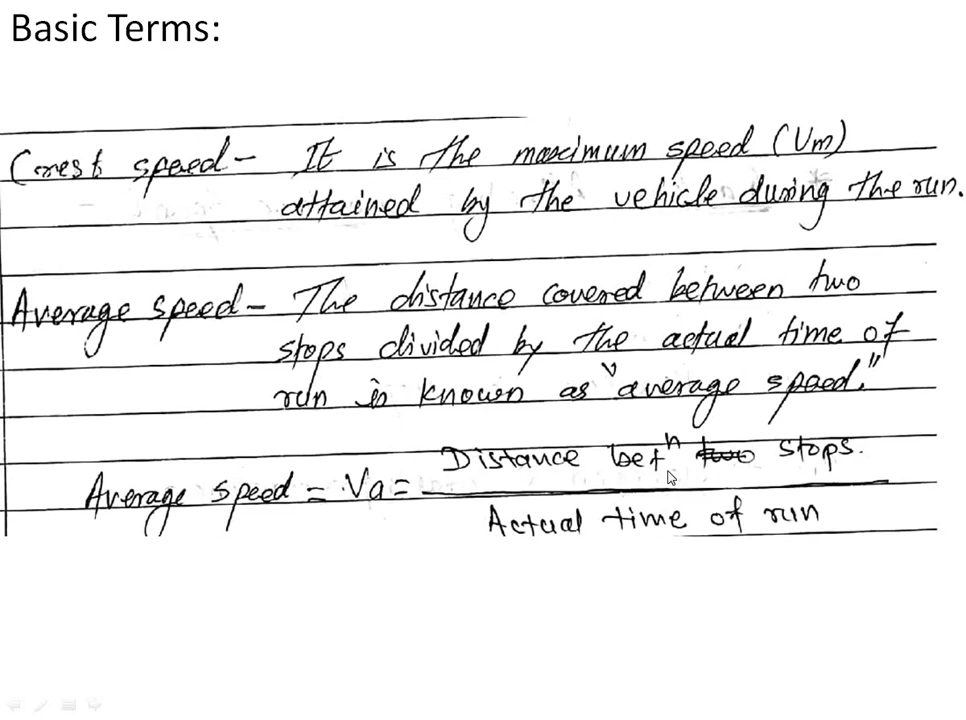 Basic Terms:
Crest speed - It is the maximum speed (Vm)
attained by the vehicle during the run.
Average speed - The distance covered between two
stops divided by the actual time of
run is known as "average speed."
Distance betⁿ two stops.
Average speed = Va =
Actual time of run